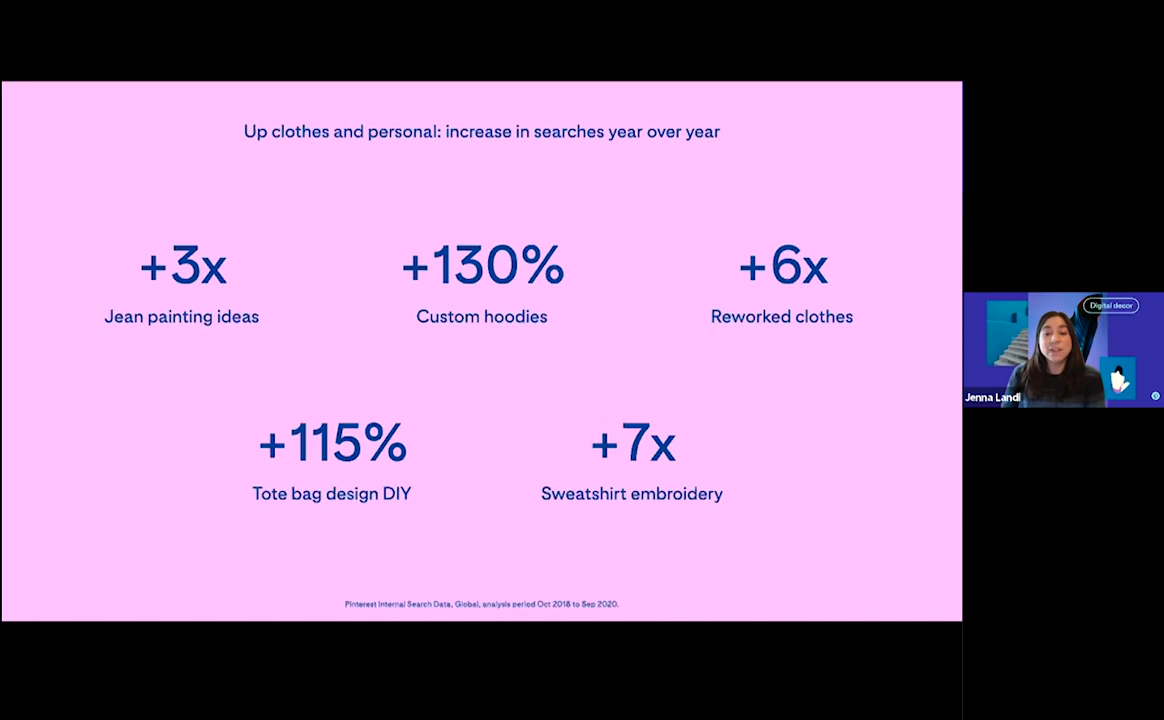 Up clothes and personal: increase in searches year over year
+3x
Jean painting ideas
+130%
Custom hoodies
+6x
Reworked clothes
+115%
Tote bag design DIY
+7x
Sweatshirt embroidery
Pinterest Internal Search Data, Global, analysis period Oct 2018 to Sep 2020.
Digital decor
Jenna Landi